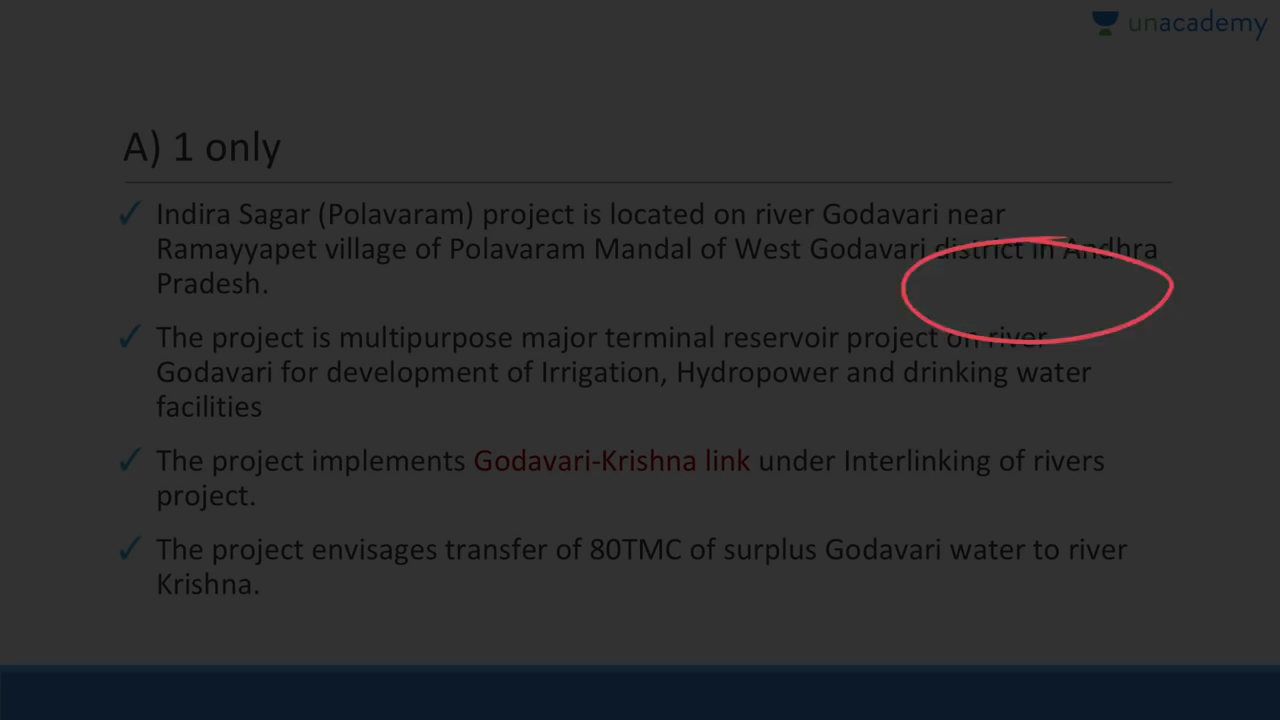 unacademy
A) 1 only
✓ Indira Sagar (Polavaram) project is located on river Godavari near
Ramayyapet village of Polavaram Mandal of West Godavari district in Andhra
Pradesh.
✓ The project is multipurpose major terminal reservoir project on river
Godavari for development of Irrigation, Hydropower and drinking water
facilities
✓ The project implements Godavari-Krishna link under Interlinking of rivers
project.
✓ The project envisages transfer of 80TMC of surplus Godavari water to river
Krishna.